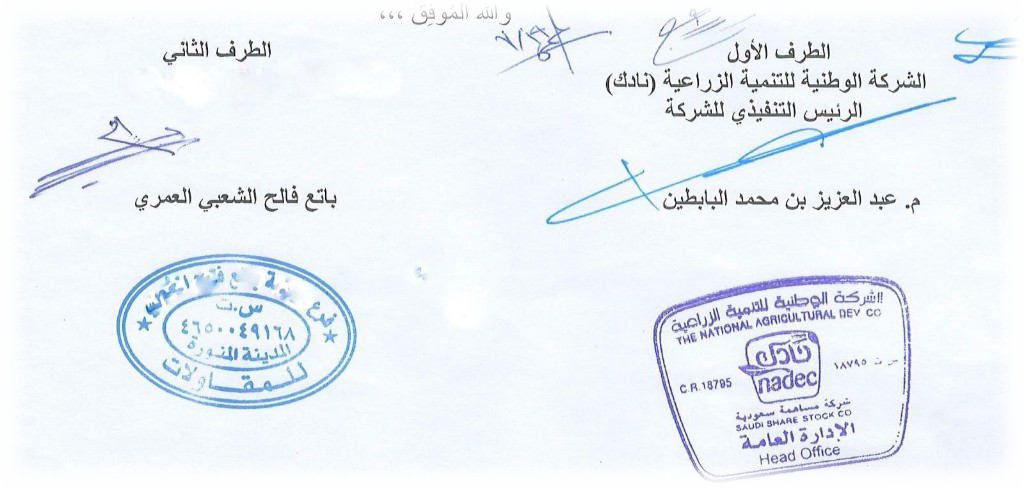 والله الموفق ،،،
الطرف الأول
الشركة الوطنية للتنمية الزراعية (نادك)
الرئيس التنفيذي للشركة
م. عبد العزيز بن محمد البابطين
الطرف الثاني
باتع فالح الشعبي العمري
الشركة الوطنية للتنمية الزراعية
THE NATIONAL AGRICULTURAL DEV CO
نادك
nadec
C.R.18795
س ت ١٨٧٩٥
شركة مساهمة سعودية
SAUDI SHARE STOCK CO
الإدارة العامة
Head Office
فرع
س.ت
٤٦٥٠٠٤٩١٦٨
المدينة المنورة
للمقاولات